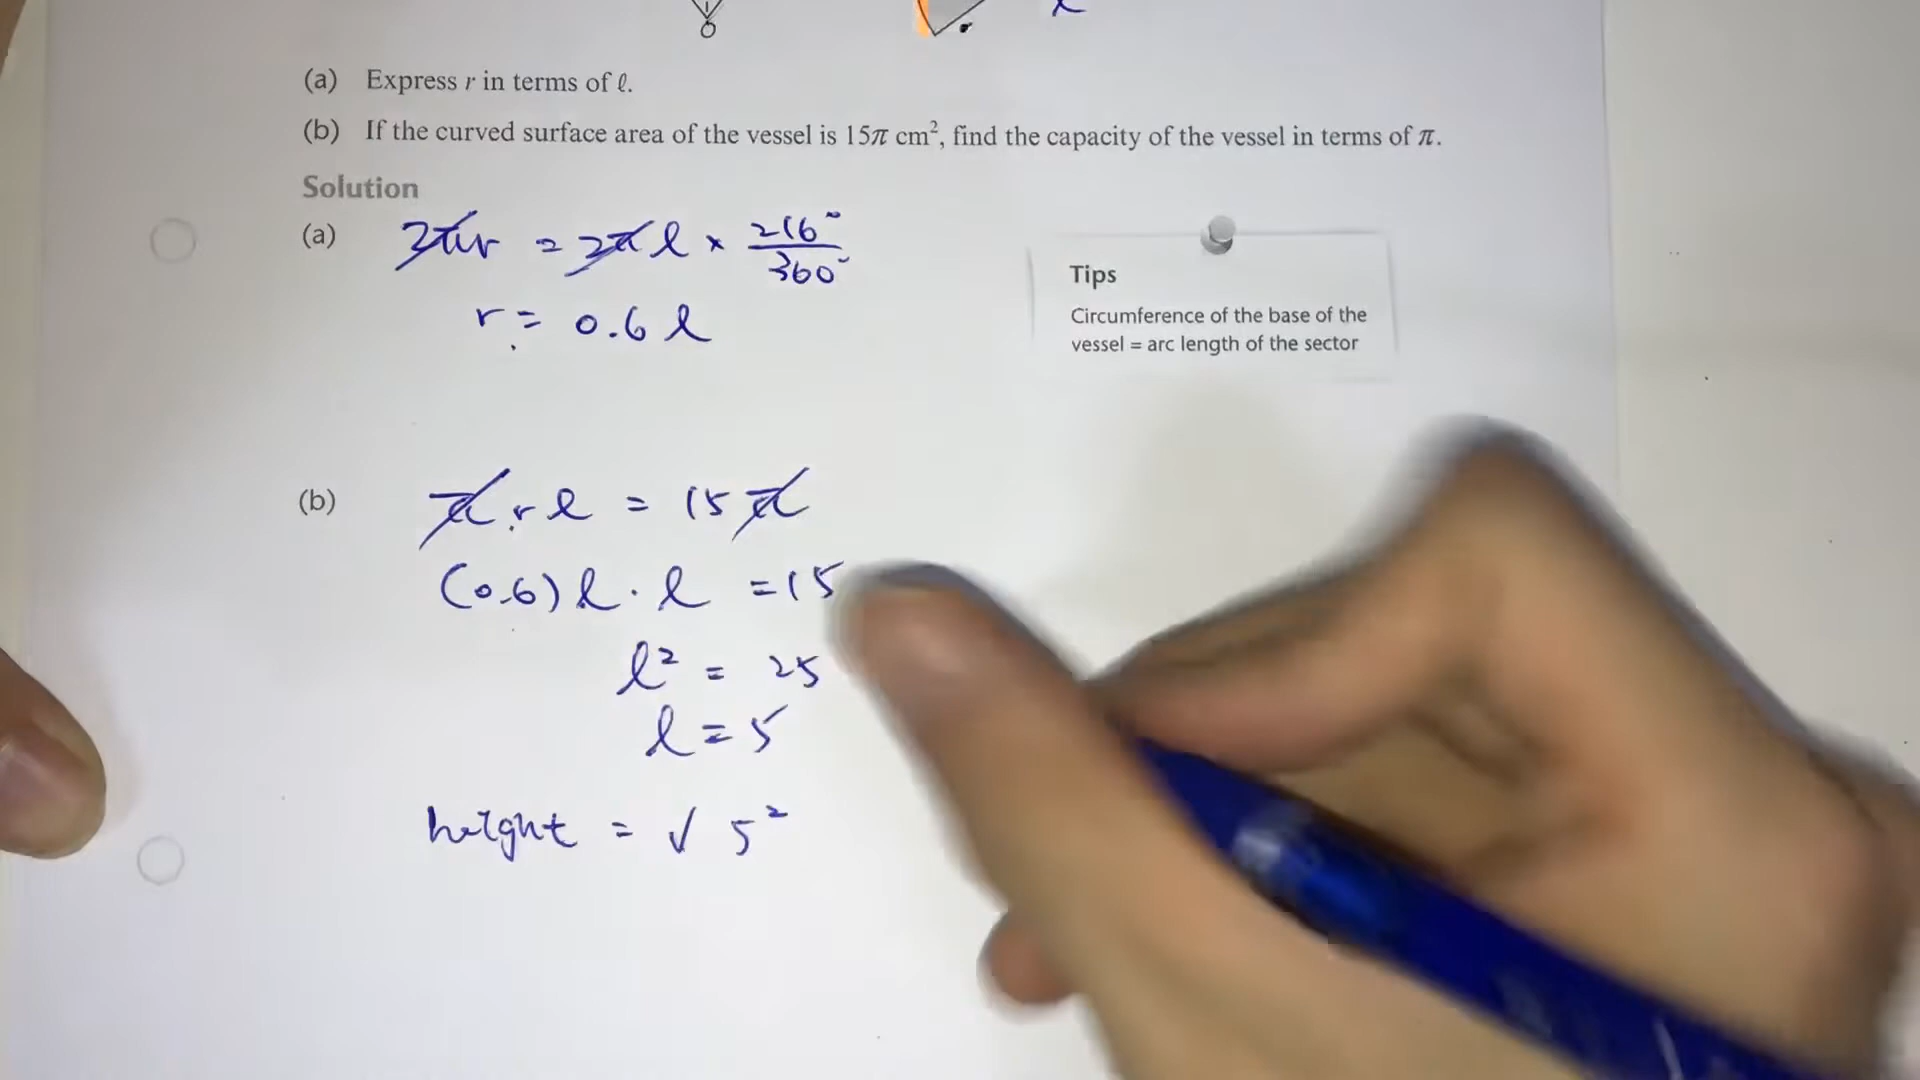 (a) Express r in terms of ℓ.
(b) If the curved surface area of the vessel is 15π cm², find the capacity of the vessel in terms of π.
Solution
(a) 2πr = 2πℓ × 216°/360°
r = 0.6ℓ
Tips
Circumference of the base of the
vessel = arc length of the sector
(b) πrℓ = 15π
(0.6)ℓ·ℓ = 15
ℓ² = 25
ℓ = 5
height = √ 5²